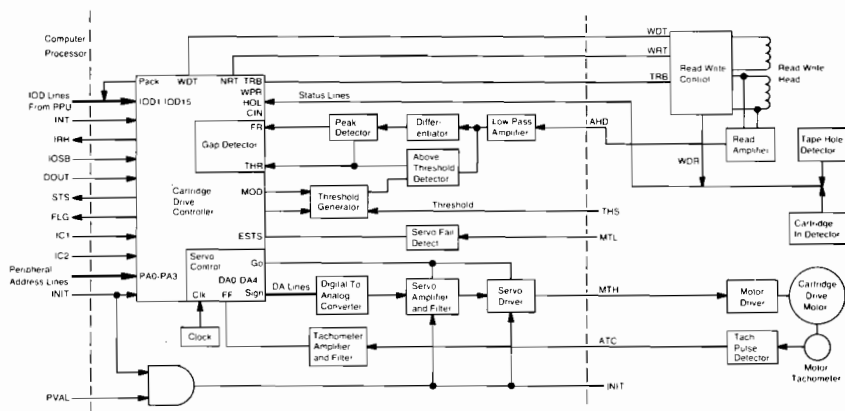 Computer
Processor
Pack WDT NRT TRB
WPR
HOL
CIN
IOD Lines
From PPU
IOD1 IOD15
INT
IRH
IOSB
DOUT
STS
FLG
IC1
IC2
Peripheral
Address Lines
PA0-PA3
INIT
PVAL
FR
Gap Detector
THR
Cartridge
Drive
Controller
MOD
ESTS
Servo
Control
Go
DA0 DA4
Clk FF Sign
Clock
Status Lines
Peak
Detector
Differ-
entiator
Low Pass
Amplifier
AHD
Above
Threshold
Detector
Threshold
Generator
Threshold
THS
Servo Fail
Detect
MTL
DA Lines
Digital To
Analog
Converter
Servo
Amplifier
and Filter
Servo
Driver
MTH
Tachometer
Amplifier
and Filter
ATC
INIT
WDT
WRT
TRB
Read Write
Control
Read Write
Head
WDR
Read Amplifier
Tape Hole
Detector
Cartridge
In Detector
Motor
Driver
Cartridge
Drive
Motor
Tach
Pulse
Detector
Motor
Tachometer